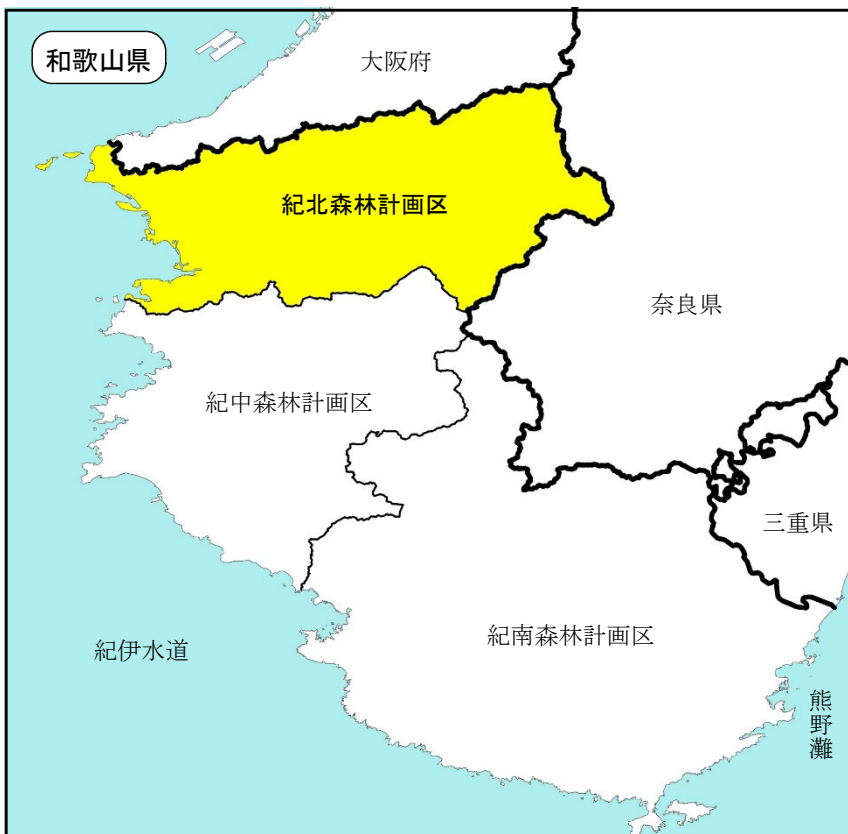 和歌山県
大阪府
紀北森林計画区
奈良県
紀中森林計画区
三重県
紀伊水道
紀南森林計画区
熊野灘